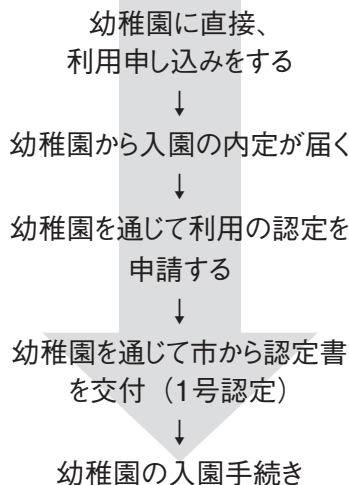 幼稚園に直接、
利用申し込みをする
↓
幼稚園から入園の内定が届く
↓
幼稚園を通じて利用の認定を
申請する
↓
幼稚園を通じて市から認定書
を交付（1号認定）
↓
幼稚園の入園手続き